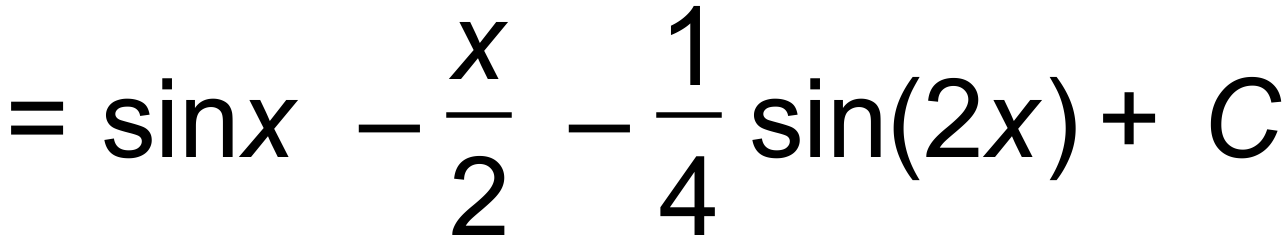 = sinx – x/2 – 1/4 sin(2x) + C